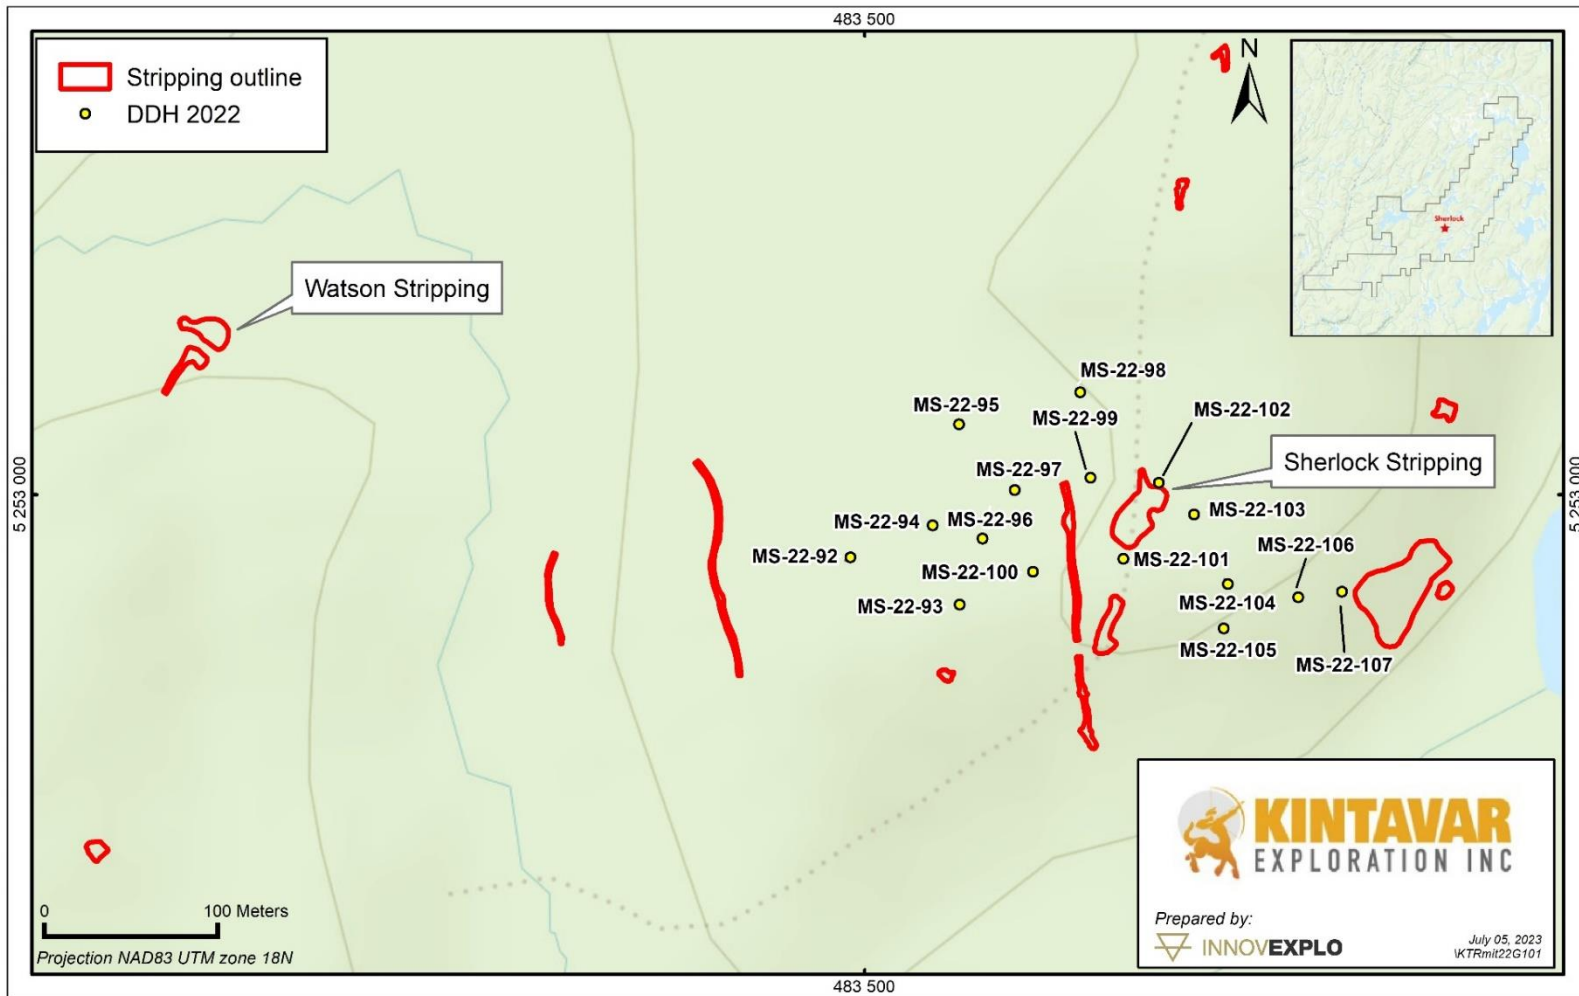 483 500
Stripping outline
DDH 2022
N
Sherlock
Watson Stripping
MS-22-98
MS-22-95
MS-22-99
MS-22-102
Sherlock Stripping
MS-22-97
5 253 000
5 253 000
MS-22-94
MS-22-96
MS-22-103
MS-22-106
MS-22-92
MS-22-101
MS-22-100
MS-22-93
MS-22-104
MS-22-105
MS-22-107
KINTAVAR
EXPLORATION INC
0
100 Meters
Projection NAD83 UTM zone 18N
Prepared by:
INNOVEXPLO
July 05, 2023
\KTRmit22G101
483 500